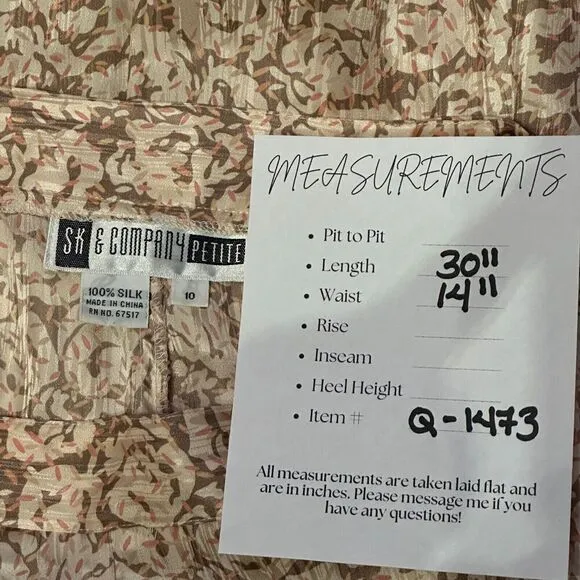 SK & COMPANY PETITE
100% SILK
MADE IN CHINA
RN NO. 67517
10
MEASUREMENTS
• Pit to Pit
• Length 30"
• Waist 14"
• Rise
• Inseam
• Heel Height
• Item # Q-1473
All measurements are taken laid flat and
are in inches. Please message me if you
have any questions!